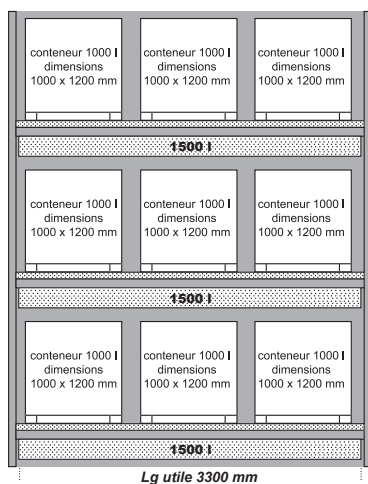 conteneur 1000 l conteneur 1000 l conteneur 1000 l
dimensions dimensions dimensions
1000 x 1200 mm 1000 x 1200 mm 1000 x 1200 mm
1500 l
conteneur 1000 l conteneur 1000 l conteneur 1000 l
dimensions dimensions dimensions
1000 x 1200 mm 1000 x 1200 mm 1000 x 1200 mm
1500 l
conteneur 1000 l conteneur 1000 l conteneur 1000 l
dimensions dimensions dimensions
1000 x 1200 mm 1000 x 1200 mm 1000 x 1200 mm
1500 l
Lg utile 3300 mm